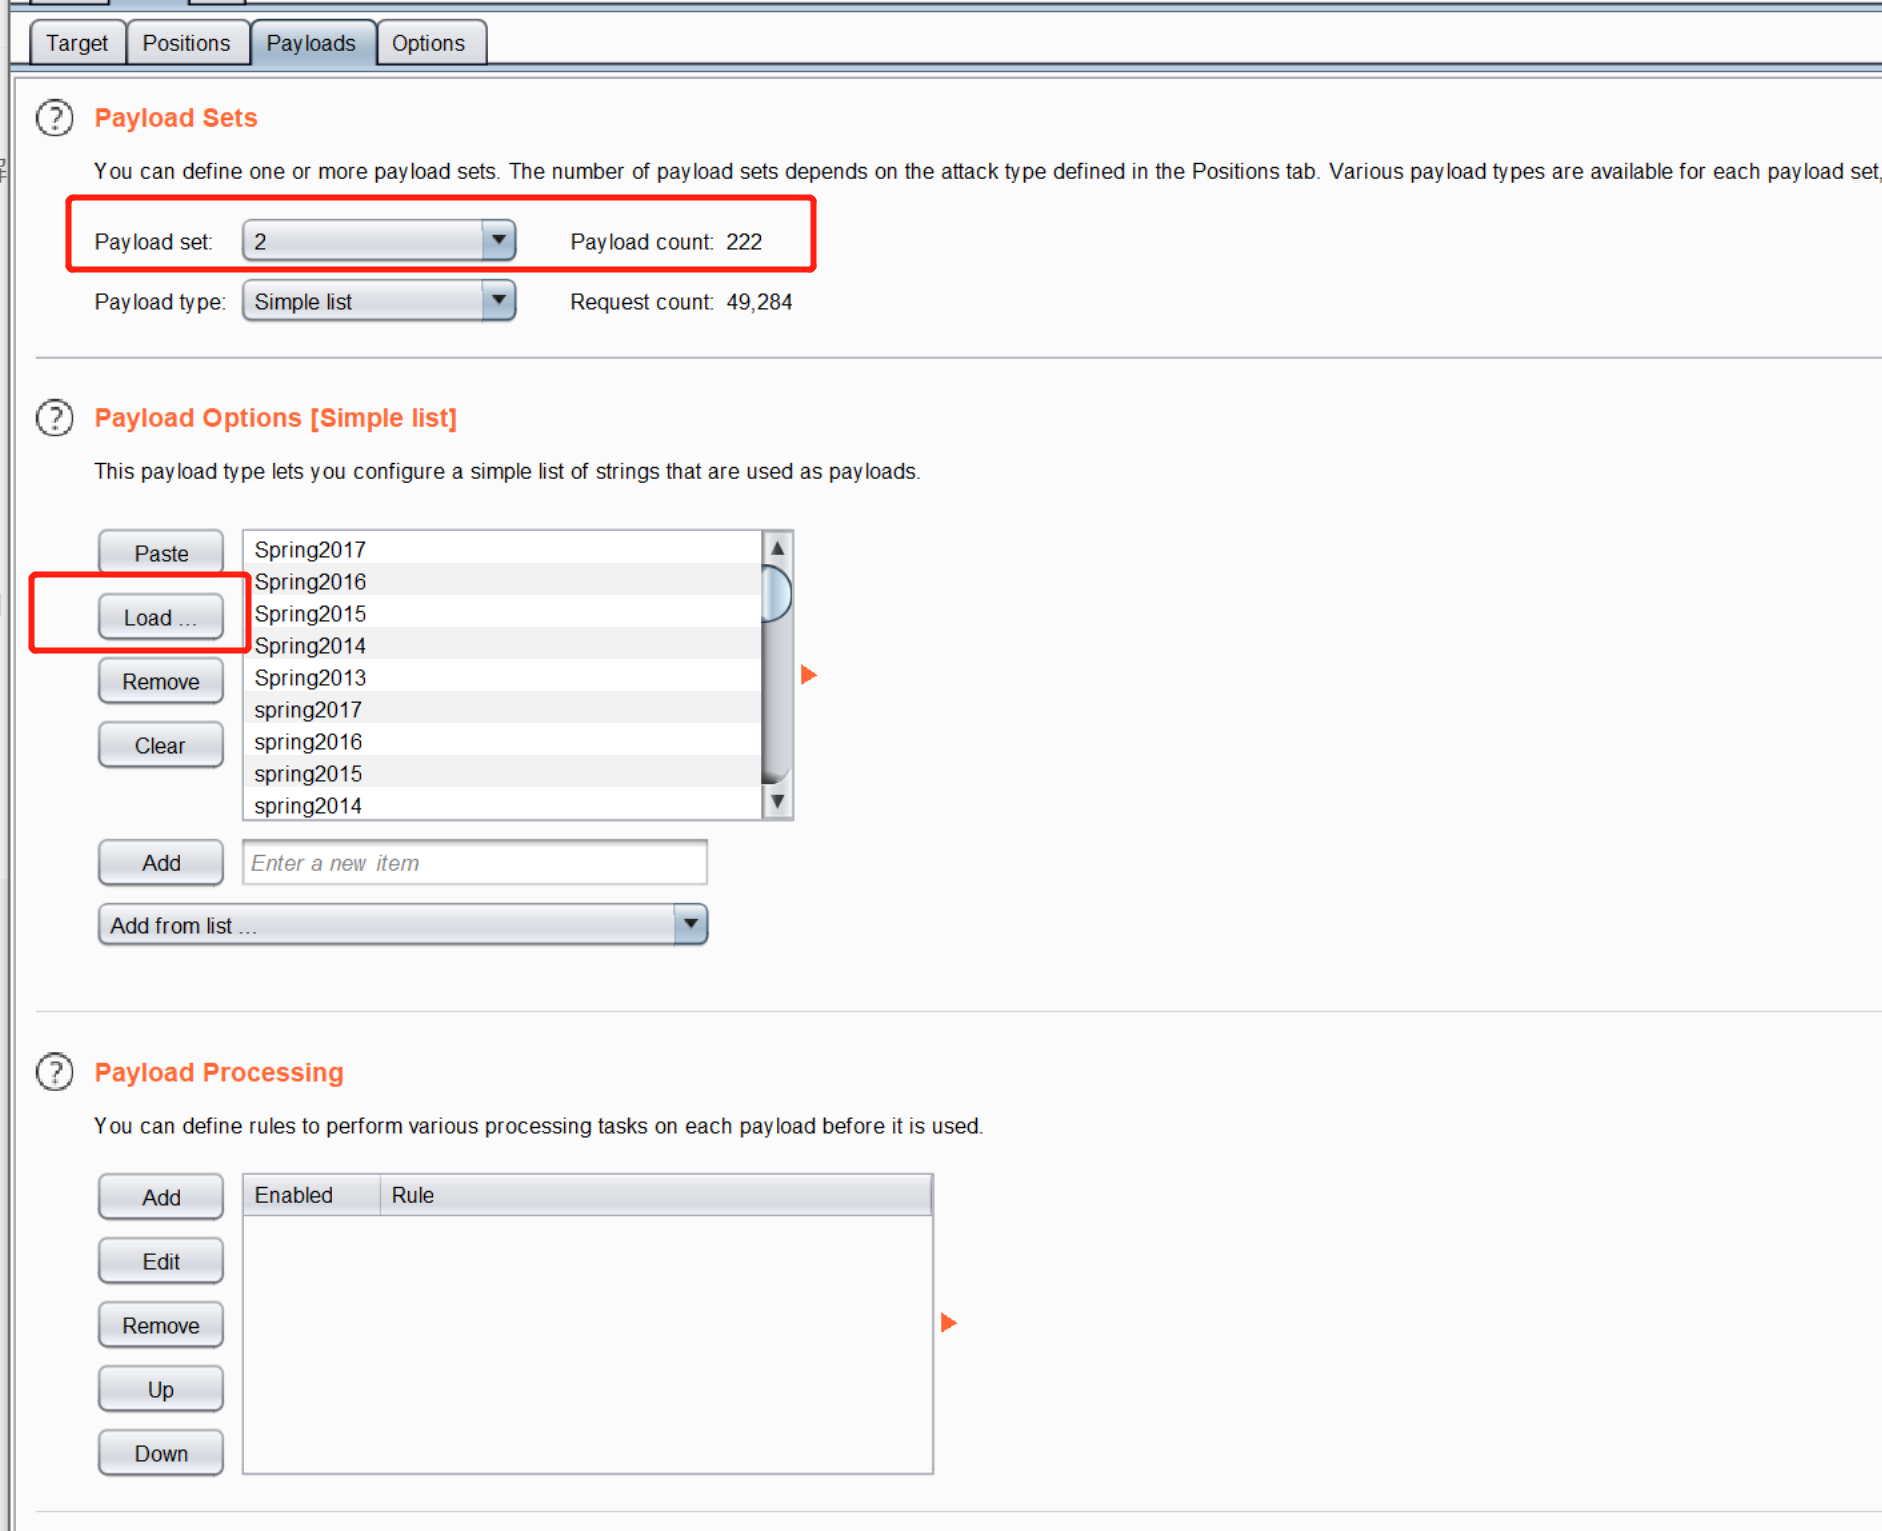 Target Positions Payloads Options
Payload Sets
You can define one or more payload sets. The number of payload sets depends on the attack type defined in the Positions tab. Various payload types are available for each payload set,
Payload set: 2 Payload count: 222
Payload type: Simple list Request count: 49,284
Payload Options [Simple list]
This payload type lets you configure a simple list of strings that are used as payloads.
Paste
Load ...
Remove
Clear
Spring2017
Spring2016
Spring2015
Spring2014
Spring2013
spring2017
spring2016
spring2015
spring2014
Add Enter a new item
Add from list ...
Payload Processing
You can define rules to perform various processing tasks on each payload before it is used.
Add
Edit
Remove
Up
Down
Enabled Rule